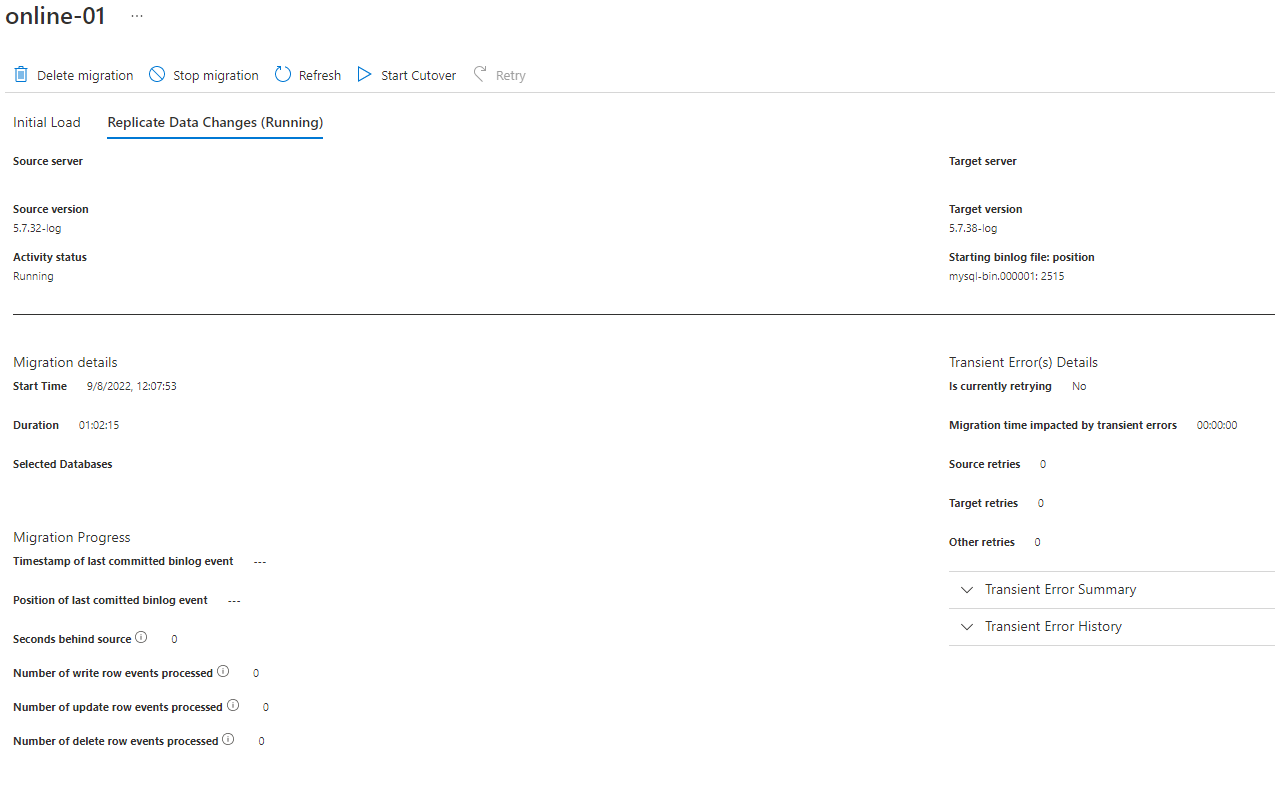 online-01 ...
Delete migration Stop migration Refresh Start Cutover Retry
Initial Load Replicate Data Changes (Running)
Source server
Target server
Source version
5.7.32-log
Target version
5.7.38-log
Activity status
Running
Starting binlog file: position
mysql-bin.000001: 2515
Migration details
Start Time 9/8/2022, 12:07:53
Duration 01:02:15
Selected Databases
Migration Progress
Timestamp of last committed binlog event ---
Position of last comitted binlog event ---
Seconds behind source 0
Number of write row events processed 0
Number of update row events processed 0
Number of delete row events processed 0
Transient Error(s) Details
Is currently retrying No
Migration time impacted by transient errors 00:00:00
Source retries 0
Target retries 0
Other retries 0
Transient Error Summary
Transient Error History